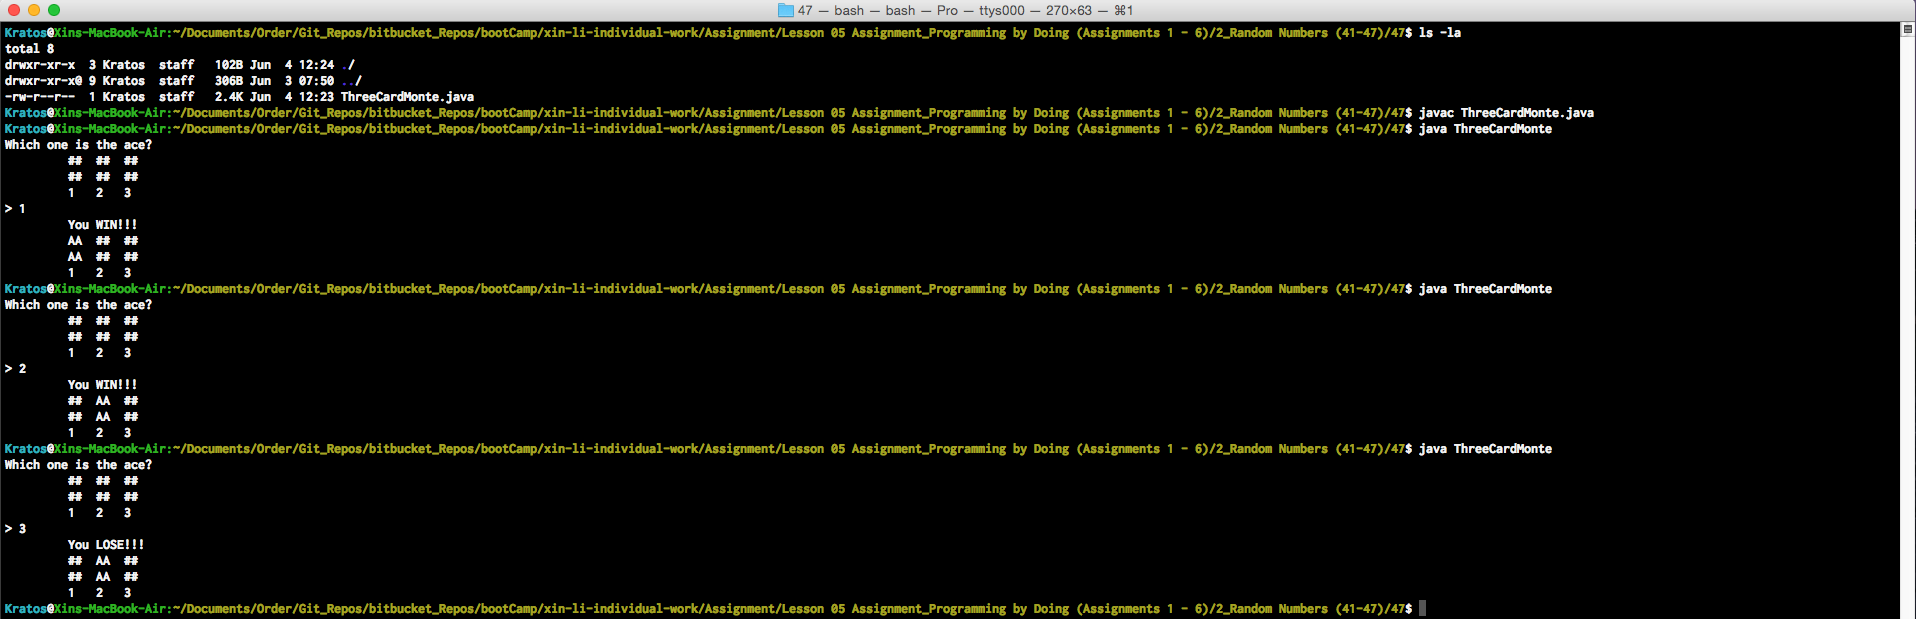 47 — bash — bash — Pro — ttys000 — 270×63 — ⌘1
Kratos@Xins-MacBook-Air:~/Documents/Order/Git_Repos/bitbucket_Repos/bootCamp/xin-li-individual-work/Assignment/Lesson 05 Assignment_Programming by Doing (Assignments 1 - 6)/2_Random Numbers (41-47)/47$ ls -la
total 8
drwxr-xr-x  3 Kratos  staff   102B Jun  4 12:24 ./
drwxr-xr-x@ 9 Kratos  staff   306B Jun  3 07:50 ../
-rw-r--r--  1 Kratos  staff   2.4K Jun  4 12:23 ThreeCardMonte.java
Kratos@Xins-MacBook-Air:~/Documents/Order/Git_Repos/bitbucket_Repos/bootCamp/xin-li-individual-work/Assignment/Lesson 05 Assignment_Programming by Doing (Assignments 1 - 6)/2_Random Numbers (41-47)/47$ javac ThreeCardMonte.java
Kratos@Xins-MacBook-Air:~/Documents/Order/Git_Repos/bitbucket_Repos/bootCamp/xin-li-individual-work/Assignment/Lesson 05 Assignment_Programming by Doing (Assignments 1 - 6)/2_Random Numbers (41-47)/47$ java ThreeCardMonte
Which one is the ace?
         ##  ##  ##
         ##  ##  ##
         1   2   3
> 1
         You WIN!!!
         AA  ##  ##
         AA  ##  ##
         1   2   3
Kratos@Xins-MacBook-Air:~/Documents/Order/Git_Repos/bitbucket_Repos/bootCamp/xin-li-individual-work/Assignment/Lesson 05 Assignment_Programming by Doing (Assignments 1 - 6)/2_Random Numbers (41-47)/47$ java ThreeCardMonte
Which one is the ace?
         ##  ##  ##
         ##  ##  ##
         1   2   3
> 2
         You WIN!!!
         ##  AA  ##
         ##  AA  ##
         1   2   3
Kratos@Xins-MacBook-Air:~/Documents/Order/Git_Repos/bitbucket_Repos/bootCamp/xin-li-individual-work/Assignment/Lesson 05 Assignment_Programming by Doing (Assignments 1 - 6)/2_Random Numbers (41-47)/47$ java ThreeCardMonte
Which one is the ace?
         ##  ##  ##
         ##  ##  ##
         1   2   3
> 3
         You LOSE!!!
         ##  AA  ##
         ##  AA  ##
         1   2   3
Kratos@Xins-MacBook-Air:~/Documents/Order/Git_Repos/bitbucket_Repos/bootCamp/xin-li-individual-work/Assignment/Lesson 05 Assignment_Programming by Doing (Assignments 1 - 6)/2_Random Numbers (41-47)/47$